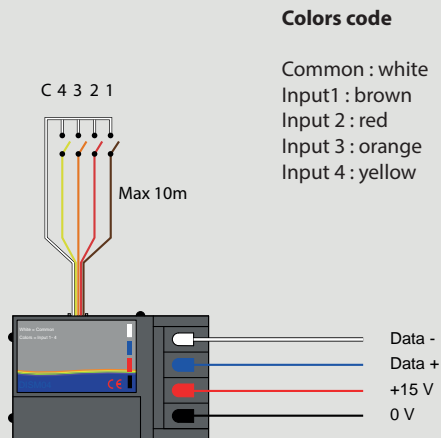 Colors code
Common : white
Input1 : brown
Input 2 : red
Input 3 : orange
Input 4 : yellow
C 4 3 2 1
Max 10m
White = Common
Colors = Input 1 - 4
CE
Data -
Data +
+15 V
0 V